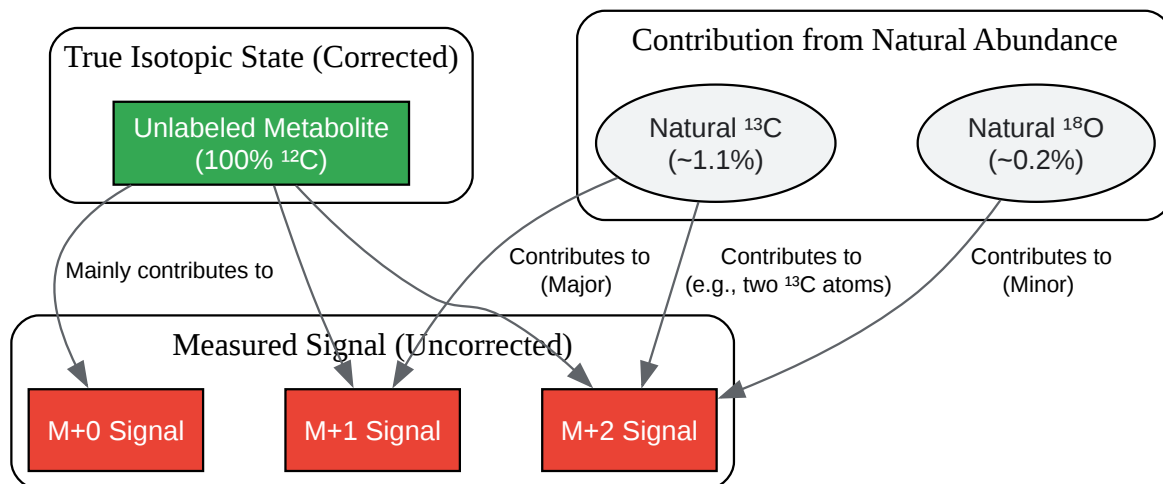 True Isotopic State (Corrected)
Unlabeled Metabolite
(100% ¹²C)
Contribution from Natural Abundance
Natural ¹³C
(~1.1%)
Natural ¹⁸O
(~0.2%)
Mainly contributes to
Contributes to
(Major)
Contributes to
(e.g., two ¹³C atoms)
Contributes to
(Minor)
Measured Signal (Uncorrected)
M+0 Signal
M+1 Signal
M+2 Signal